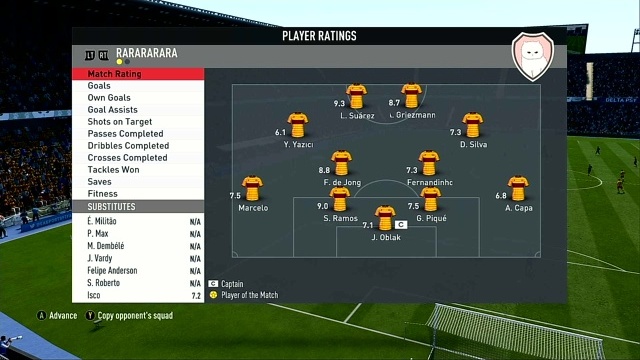 PLAYER RATINGS
LT RT RARARARARA
Match Rating
Goals
Own Goals
Goal Assists
Shots on Target
Passes Completed
Dribbles Completed
Crosses Completed
Tackles Won
Saves
Fitness
SUBSTITUTES
É. Militão N/A
P. Max N/A
M. Dembélé N/A
J. Vardy N/A
Felipe Anderson N/A
S. Roberto N/A
Isco 7.2
9.3 L. Suárez
8.7 Griezmann
6.1 Y. Yazıcı
7.3 D. Silva
8.8 F. de Jong
7.3 Fernandinho
7.5 Marcelo
9.0 S. Ramos
7.5 G. Piqué
6.8 A. Capa
7.1 C J. Oblak
C Captain
Player of the Match
A Advance Y Copy opponent's squad